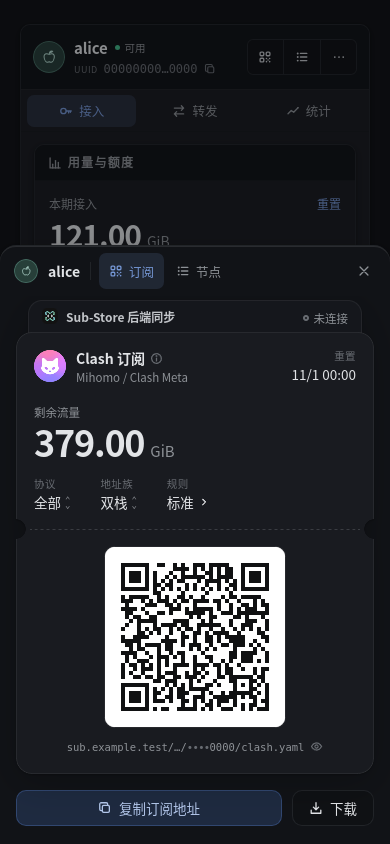 alice 可用
UUID 00000000…0000
接入 转发 统计
用量与额度
本期接入 重置
121.00 GiB
alice 订阅 节点
Sub-Store 后端同步 未连接
Clash 订阅 重置
Mihomo / Clash Meta 11/1 00:00
剩余流量
379.00 GiB
协议 地址族 规则
全部 双栈 标准
sub.example.test/…/••••0000/clash.yaml
复制订阅地址 下载